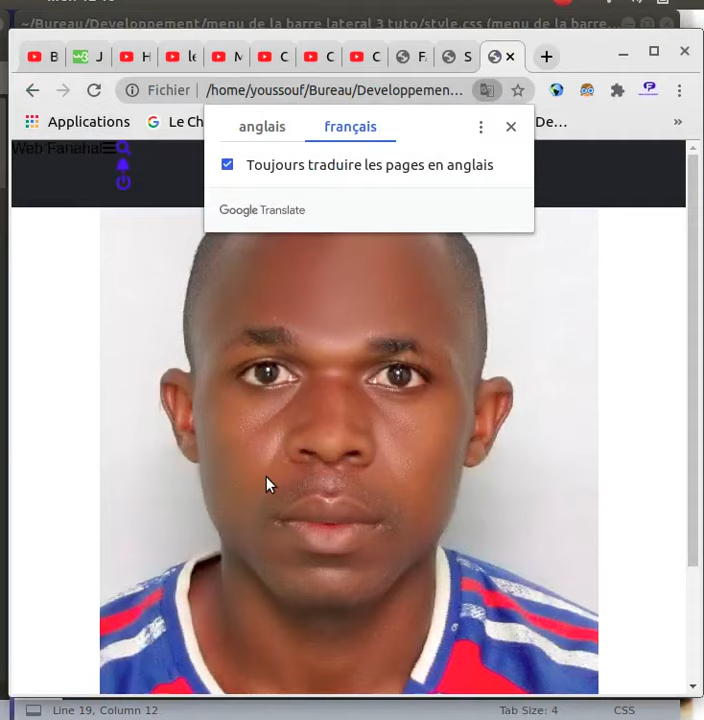 ~/Bureau/Developpement/menu de la barre lateral 3 tuto/style.css (menu de la barre...
B
J
H
le
M
C
C
C
F
S
Fichier
/home/youssouf/Bureau/Developpemen...
Applications
Le Ch
De...
»
anglais
français
Toujours traduire les pages en anglais
Google Translate
Web Fanahal
Line 19, Column 12
Tab Size: 4
CSS